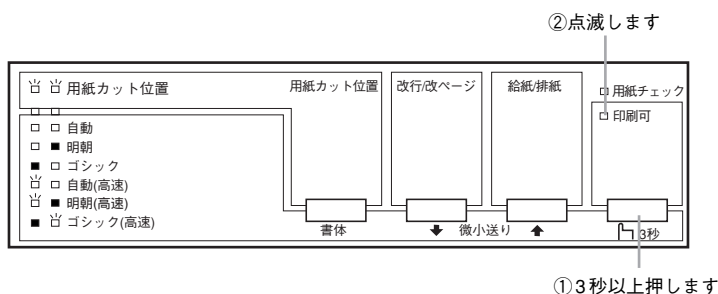 ②点滅します
用紙カット位置
用紙カット位置
改行/改ページ
給紙/排紙
用紙チェック
印刷可
自動
明朝
ゴシック
自動(高速)
明朝(高速)
ゴシック(高速)
書体
微小送り
3秒
①3秒以上押します